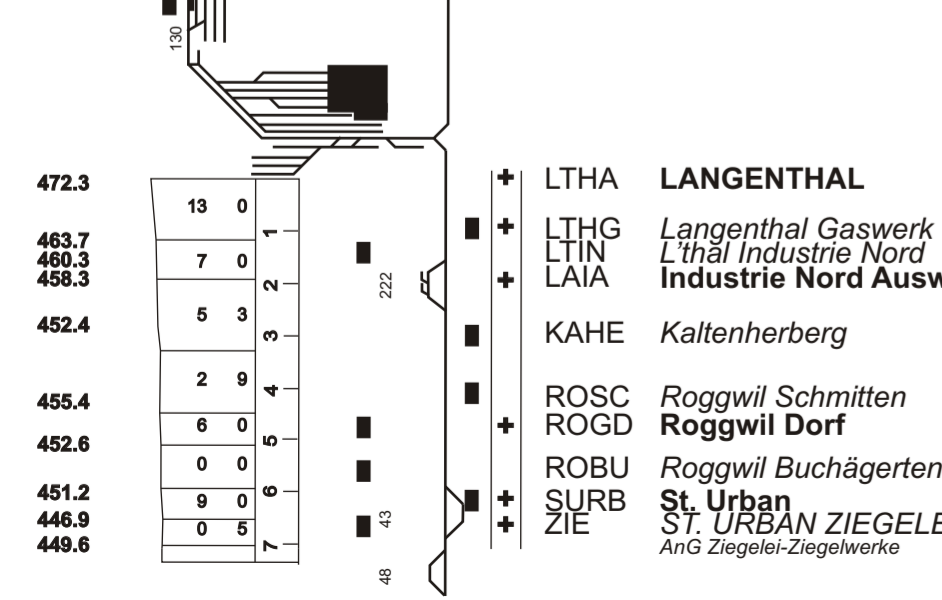 130
472.3
13 0
LTHA LANGENTHAL
1
463.7
LTHG Langenthal Gaswerk
460.3
7 0
LTIN L'thal Industrie Nord
458.3
2
222
LAIA Industrie Nord Ausw
5 3
452.4
3
KAHE Kaltenherberg
2 9
4
455.4
ROSC Roggwil Schmitten
6 0
ROGD Roggwil Dorf
452.6
5
0 0
ROBU Roggwil Buchägerten
451.2
6
9 0
SURB St. Urban
446.9
43
0 5
ZIE ST. URBAN ZIEGELE
449.6
7
AnG Ziegelei-Ziegelwerke
48